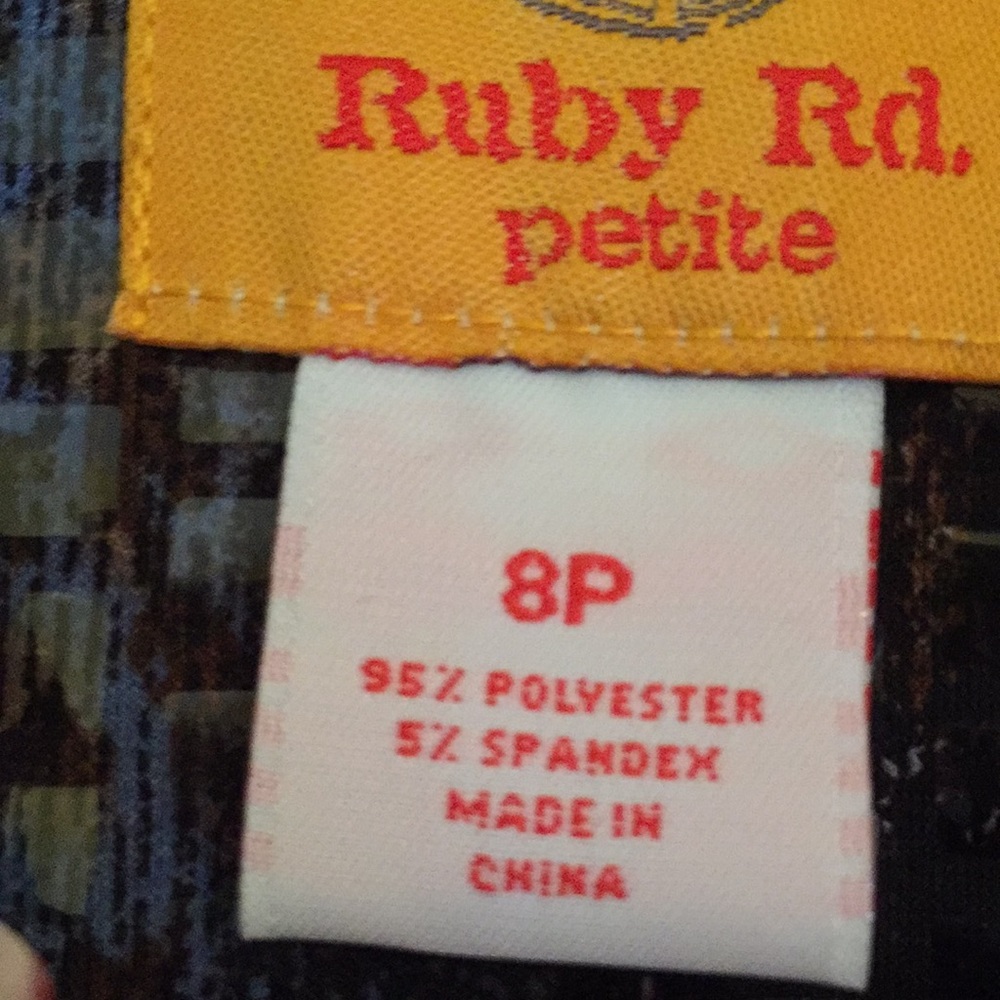 Ruby Rd.
petite
8P
95% POLYESTER
5% SPANDEX
MADE IN
CHINA